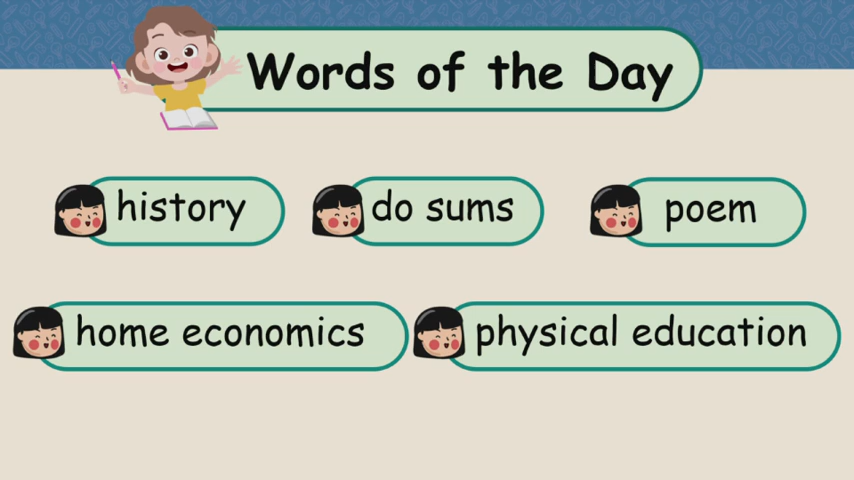 Words of the Day
history
do sums
poem
home economics
physical education